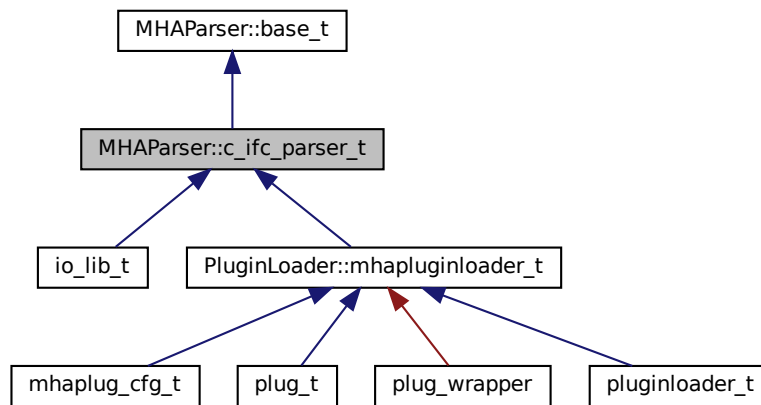 MHAParser::base_t
MHAParser::c_ifc_parser_t
io_lib_t
PluginLoader::mhapluginloader_t
mhaplug_cfg_t
plug_t
plug_wrapper
pluginloader_t